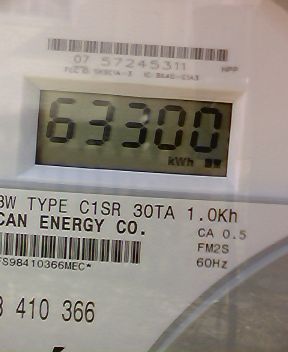 07 57245311
63300
kWh
3W TYPE C1SR 30TA 1.0Kh
CAN ENERGY CO.
CA 0.5
FM2S
60Hz
FS98410366MEC*
3 410 366